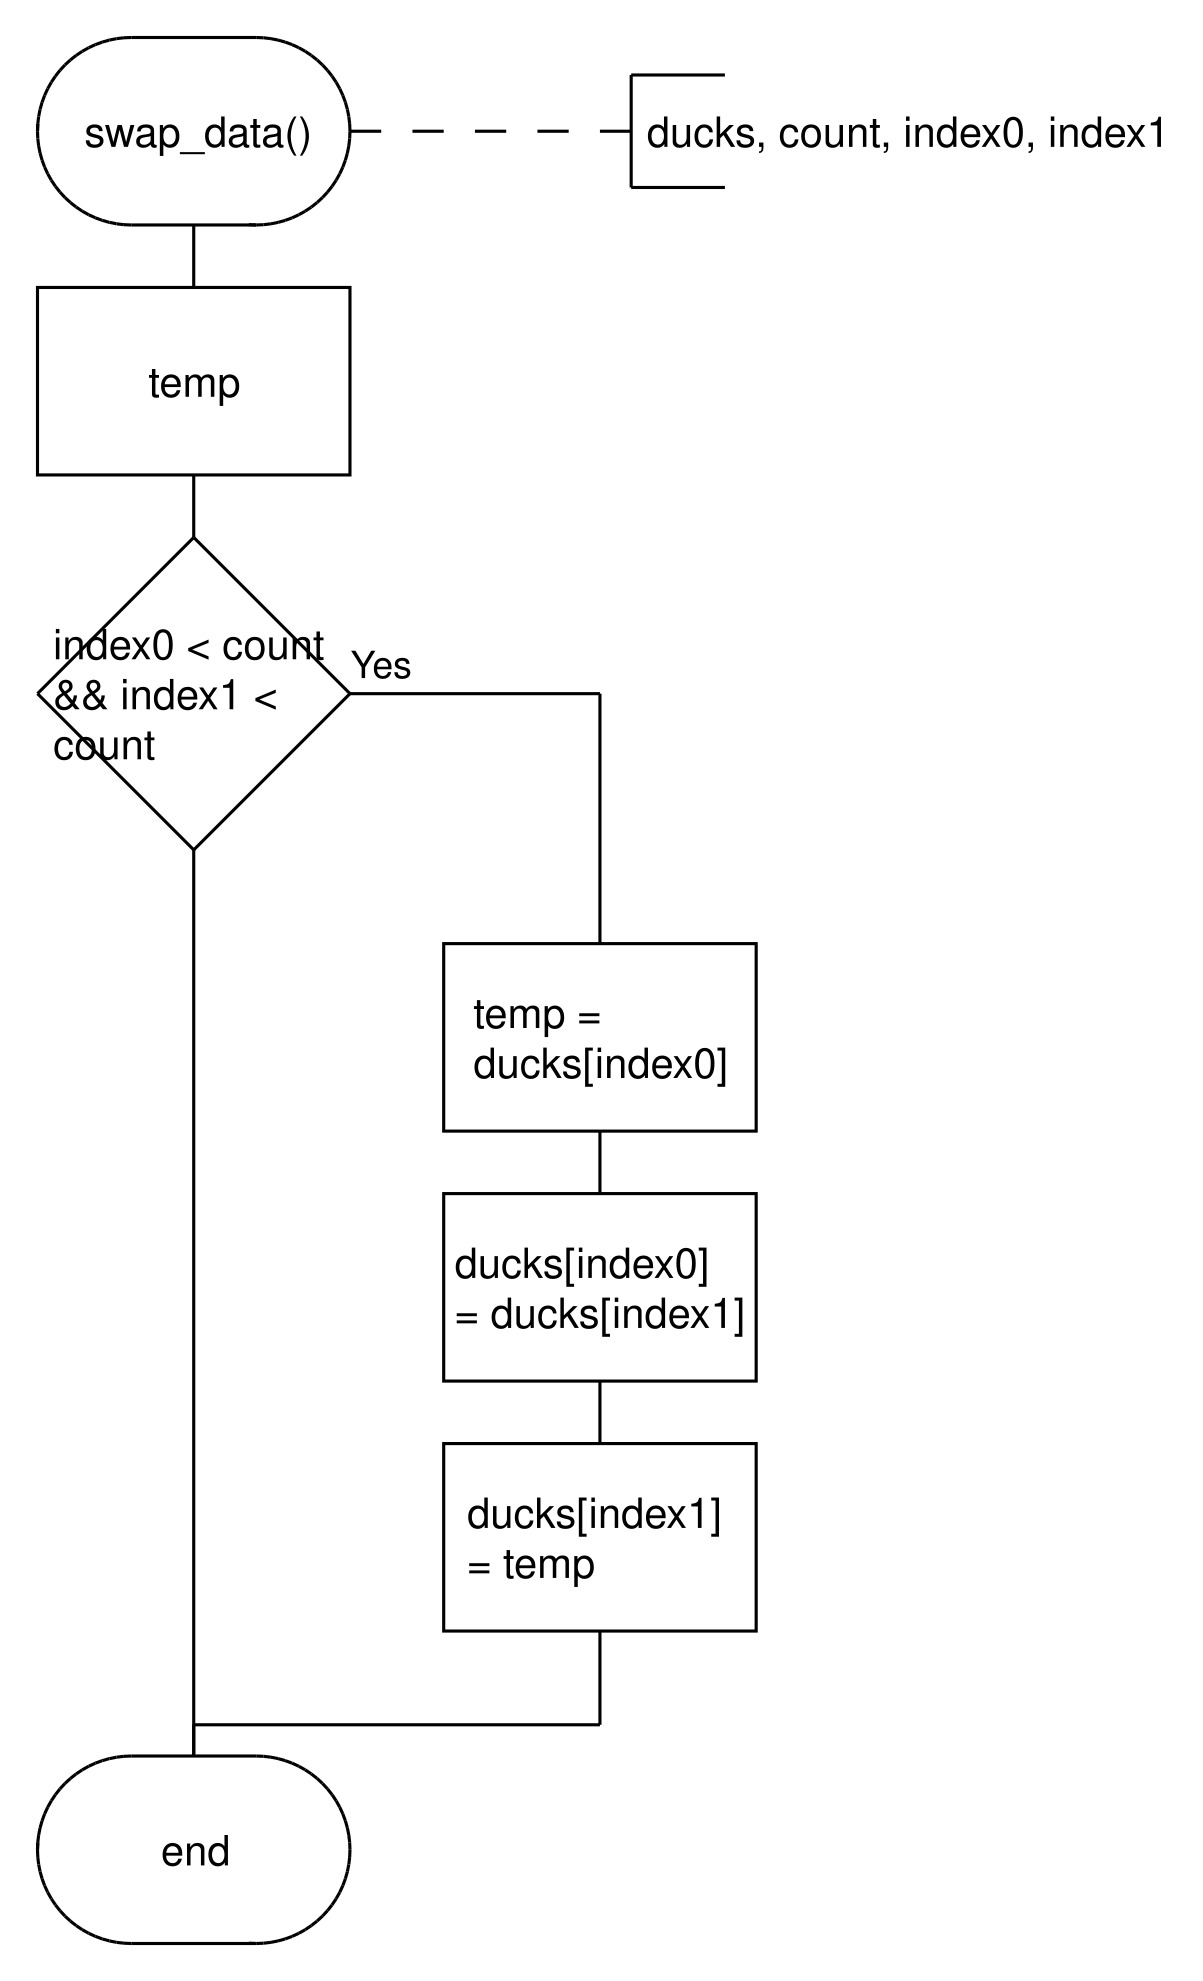 swap_data()
ducks, count, index0, index1
temp
index0 < count
&& index1 <
count
Yes
temp =
ducks[index0]
ducks[index0]
= ducks[index1]
ducks[index1]
= temp
end